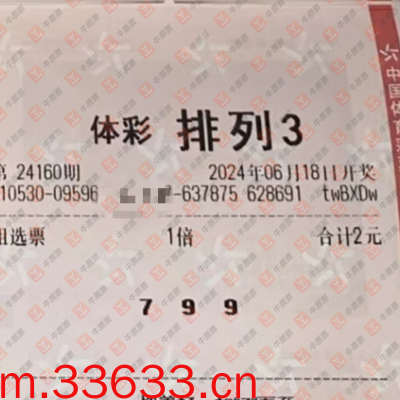 体彩 排列3
第 24160期 2024年06月18日开奖
10530-09596 -637875 628691 twBXDw
组选票 1倍 合计2元
7 9 9
中国体育
m.33633.cn